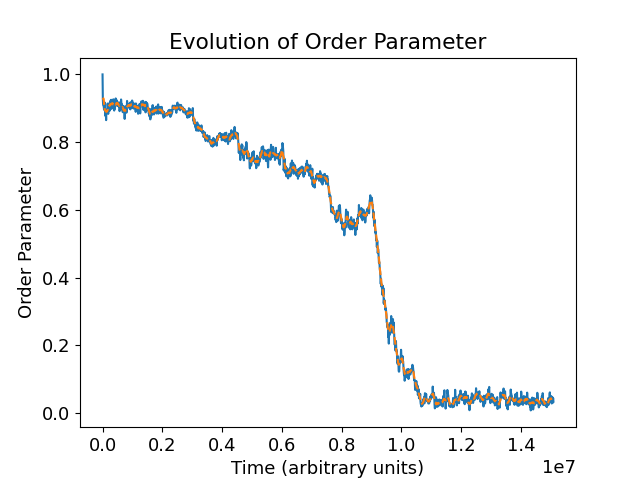 Evolution of Order Parameter
Order Parameter
1.0
0.8
0.6
0.4
0.2
0.0
0.0 0.2 0.4 0.6 0.8 1.0 1.2 1.4
1e7
Time (arbitrary units)